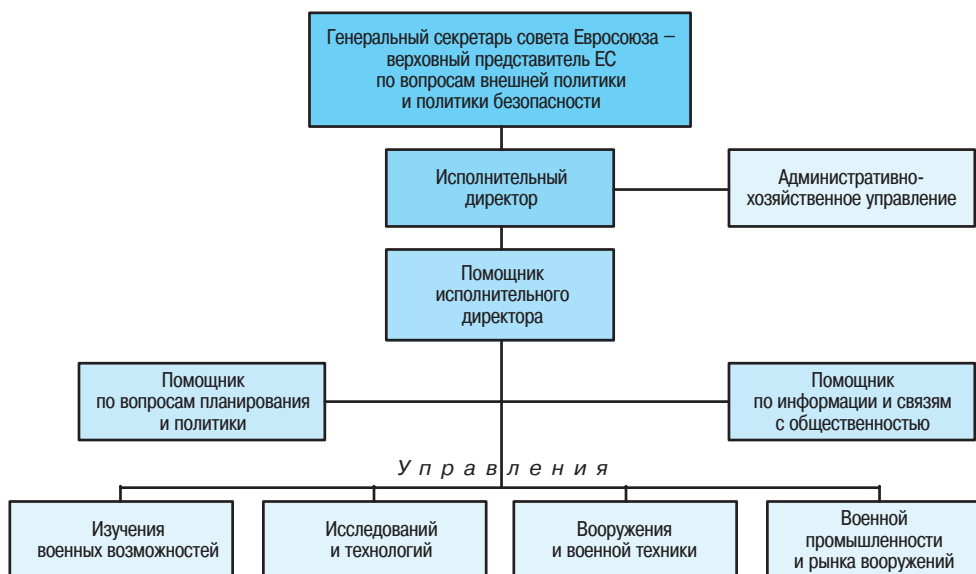 Генеральный секретарь совета Евросоюза –
верховный представитель ЕС
по вопросам внешней политики
и политики безопасности
Исполнительный
директор
Административно-
хозяйственное управление
Помощник
исполнительного
директора
Помощник
по вопросам планирования
и политики
Помощник
по информации и связям
с общественностью
Управления
Изучения
военных возможностей
Исследований
и технологий
Вооружения
и военной техники
Военной
промышленности
и рынка вооружений